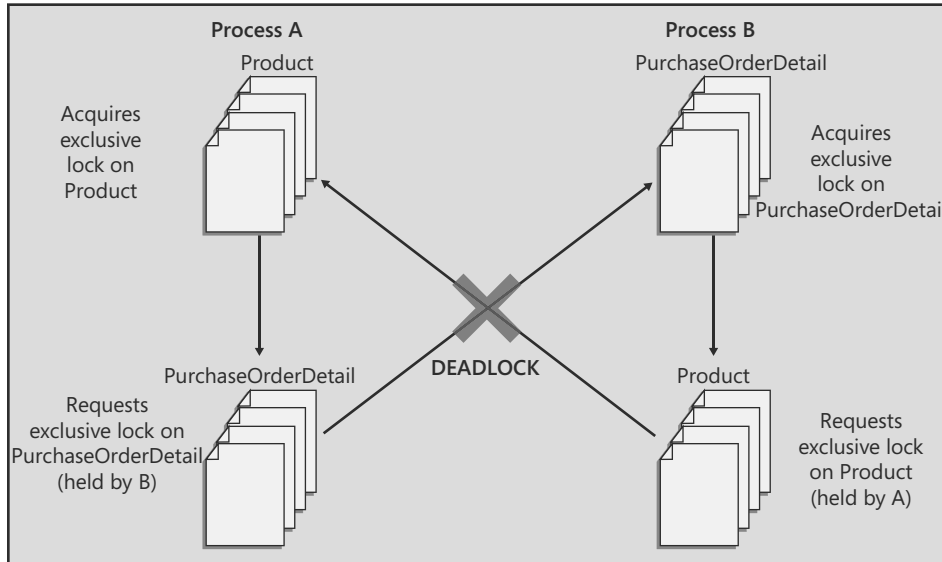 Process A
Product
Acquires
exclusive
lock on
Product
Process B
PurchaseOrderDetail
Acquires
exclusive
lock on
PurchaseOrderDetail
DEADLOCK
PurchaseOrderDetail
Requests
exclusive lock on
PurchaseOrderDetail
(held by B)
Product
Requests
exclusive lock
on Product
(held by A)